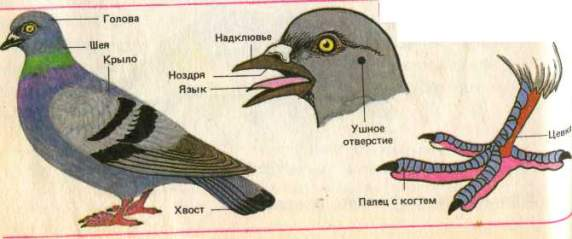 Голова
Шея
Крыло
Хвост
Надклювье
Ноздря
Язык
Ушное
отверстие
Цевка
Палец с когтем